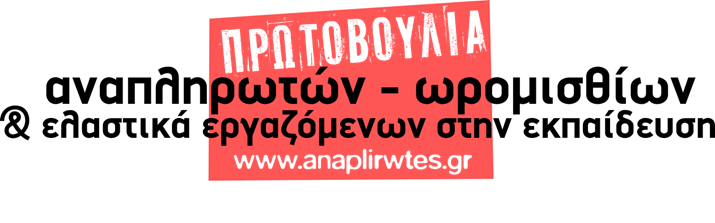 ΠΡΩΤΟΒΟΥΛΙΑ
αναπληρωτών - ωρομισθίων
& ελαστικά εργαζόμενων στην εκπαίδευση
www.anaplirwtes.gr